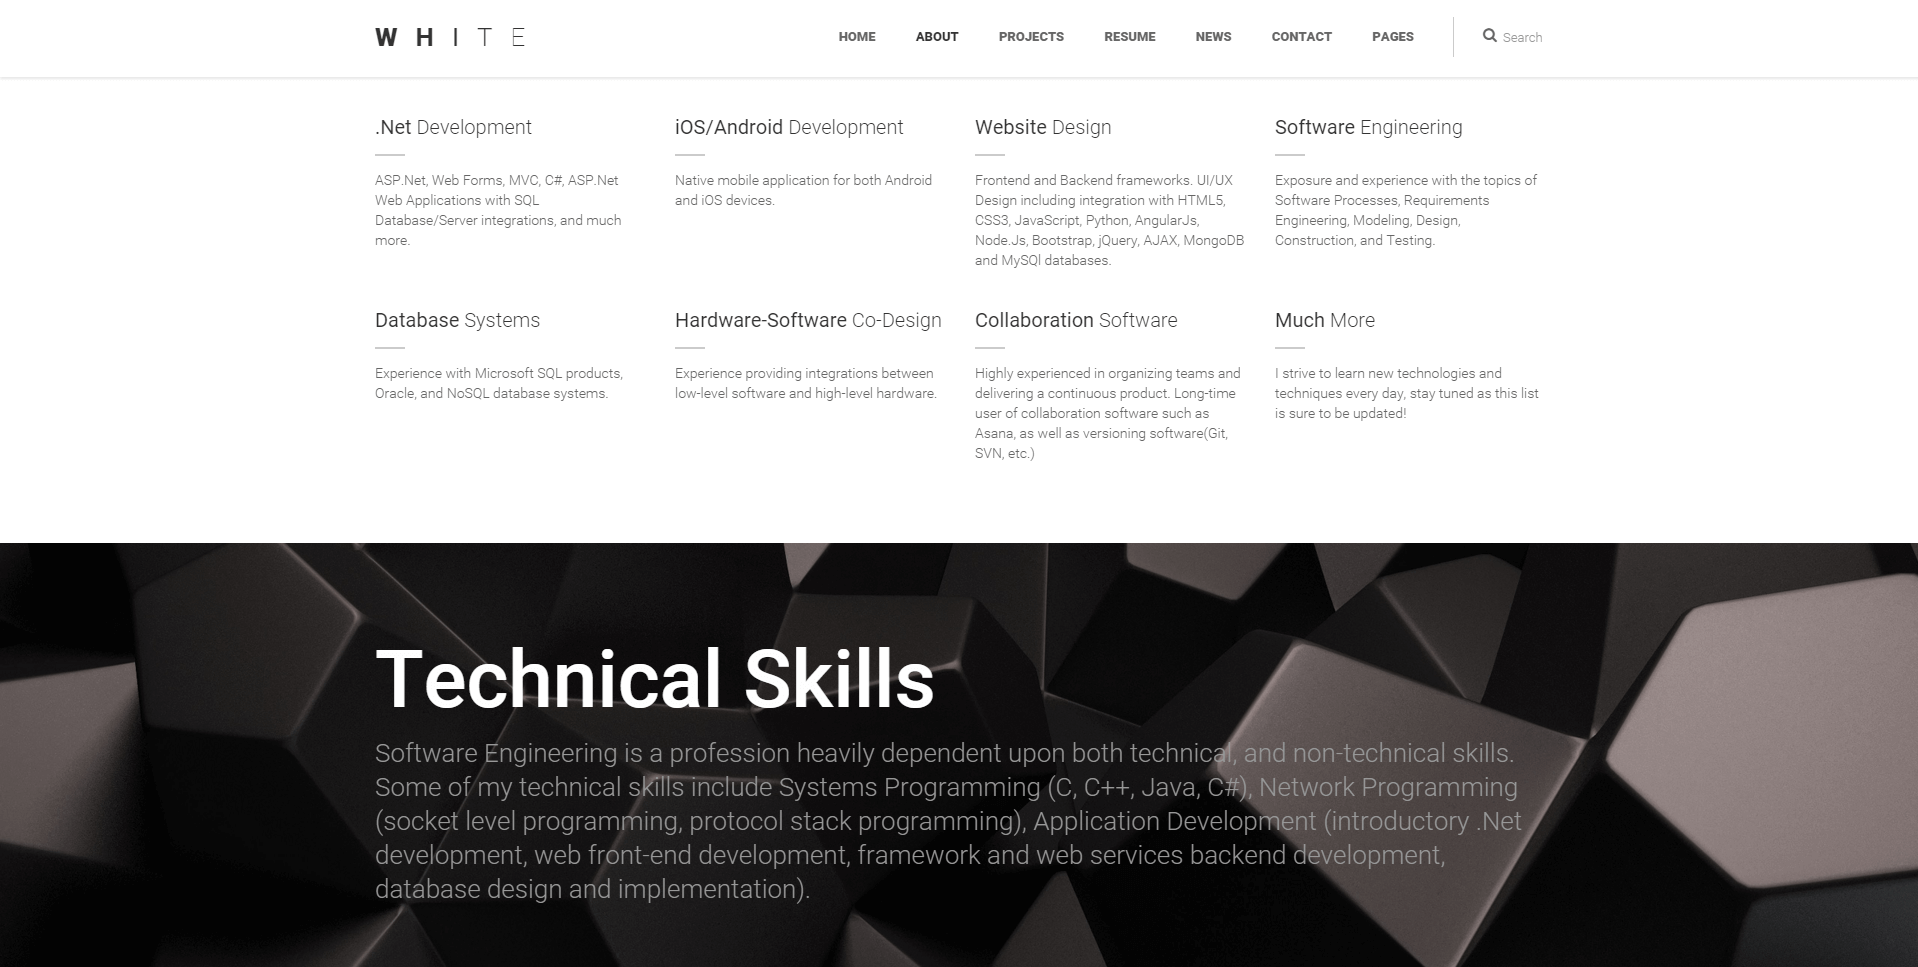 WHITE
HOME ABOUT PROJECTS RESUME NEWS CONTACT PAGES Search
.Net Development
ASP.Net, Web Forms, MVC, C#, ASP.Net
Web Applications with SQL
Database/Server integrations, and much
more.
iOS/Android Development
Native mobile application for both Android
and iOS devices.
Website Design
Frontend and Backend frameworks. UI/UX
Design including integration with HTML5,
CSS3, JavaScript, Python, AngularJs,
Node.Js, Bootstrap, jQuery, AJAX, MongoDB
and MySQl databases.
Software Engineering
Exposure and experience with the topics of
Software Processes, Requirements
Engineering, Modeling, Design,
Construction, and Testing.
Database Systems
Experience with Microsoft SQL products,
Oracle, and NoSQL database systems.
Hardware-Software Co-Design
Experience providing integrations between
low-level software and high-level hardware.
Collaboration Software
Highly experienced in organizing teams and
delivering a continuous product. Long-time
user of collaboration software such as
Asana, as well as versioning software(Git,
SVN, etc.)
Much More
I strive to learn new technologies and
techniques every day, stay tuned as this list
is sure to be updated!
Technical Skills
Software Engineering is a profession heavily dependent upon both technical, and non-technical skills.
Some of my technical skills include Systems Programming (C, C++, Java, C#), Network Programming
(socket level programming, protocol stack programming), Application Development (introductory .Net
development, web front-end development, framework and web services backend development,
database design and implementation).